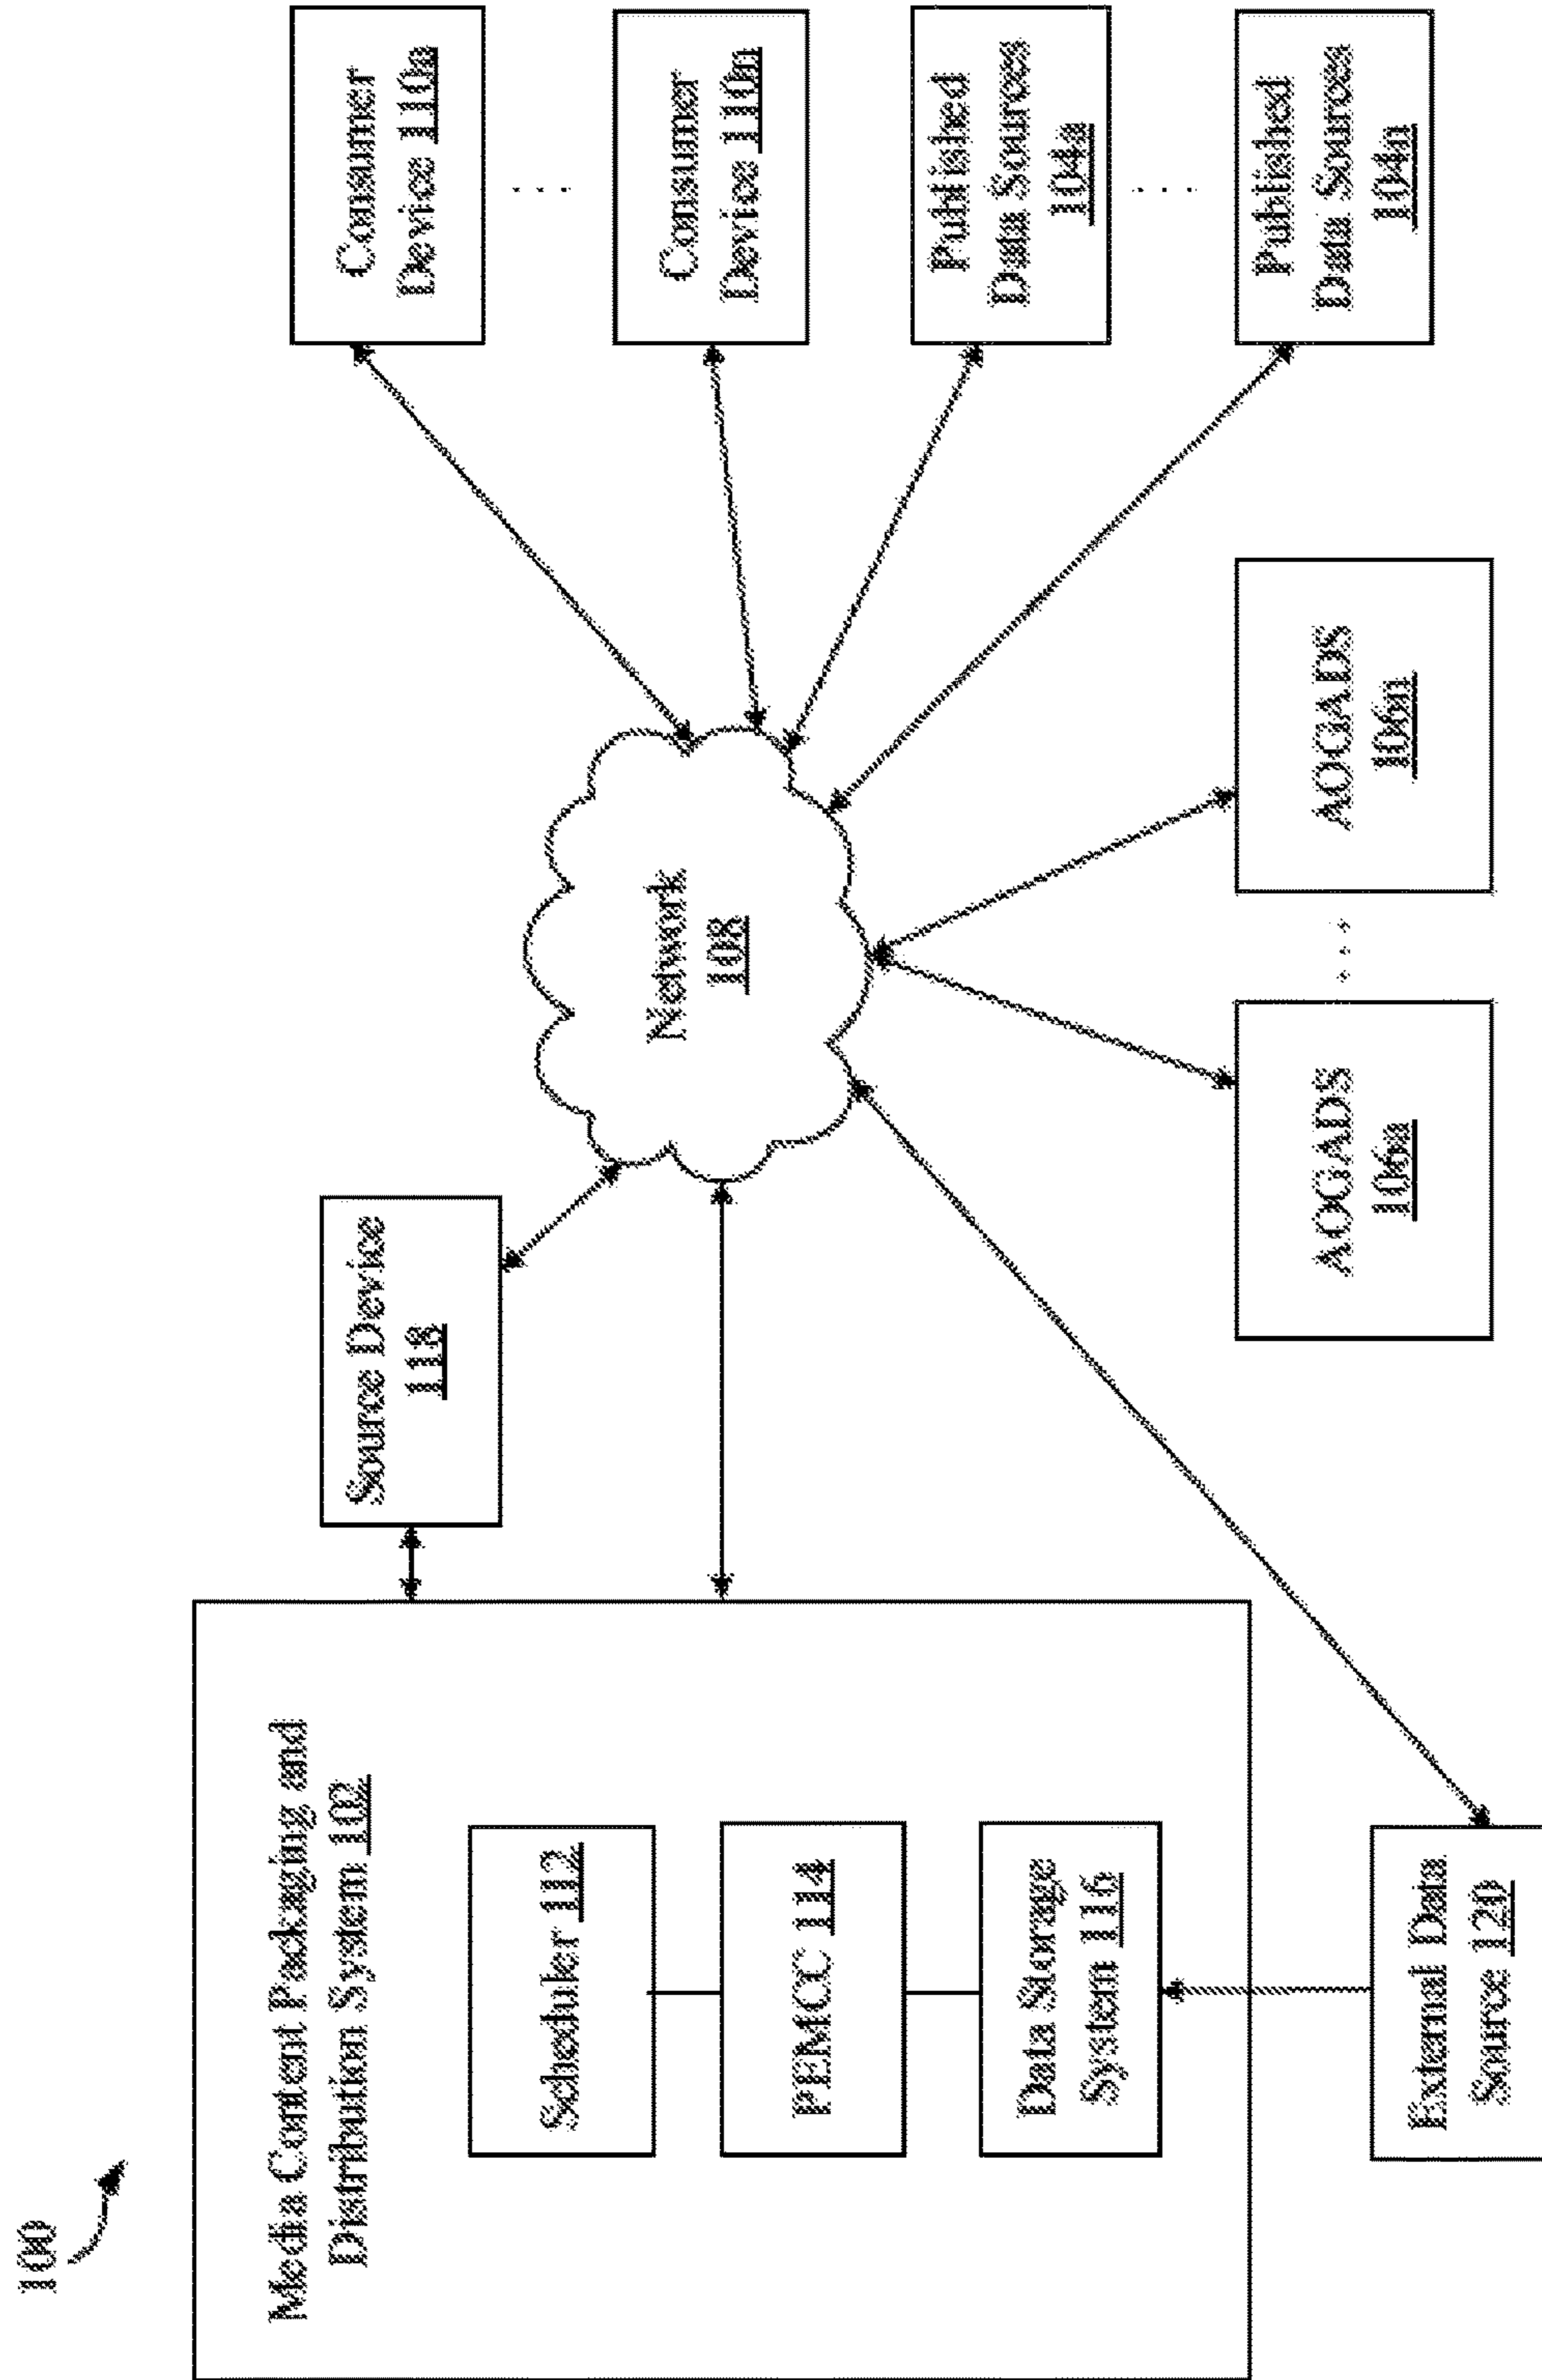 100
Media Content Packaging and
Distribution System 102
Scheduler 112
PEMCC 114
Data Storage
System 116
External Data
Source 120
Source Device
118
Network
108
AOGADS
106a
. . .
AOGADS
106n
Consumer
Device 110a
. . .
Consumer
Device 110n
Published
Data Sources
104a
. . .
Published
Data Sources
104n